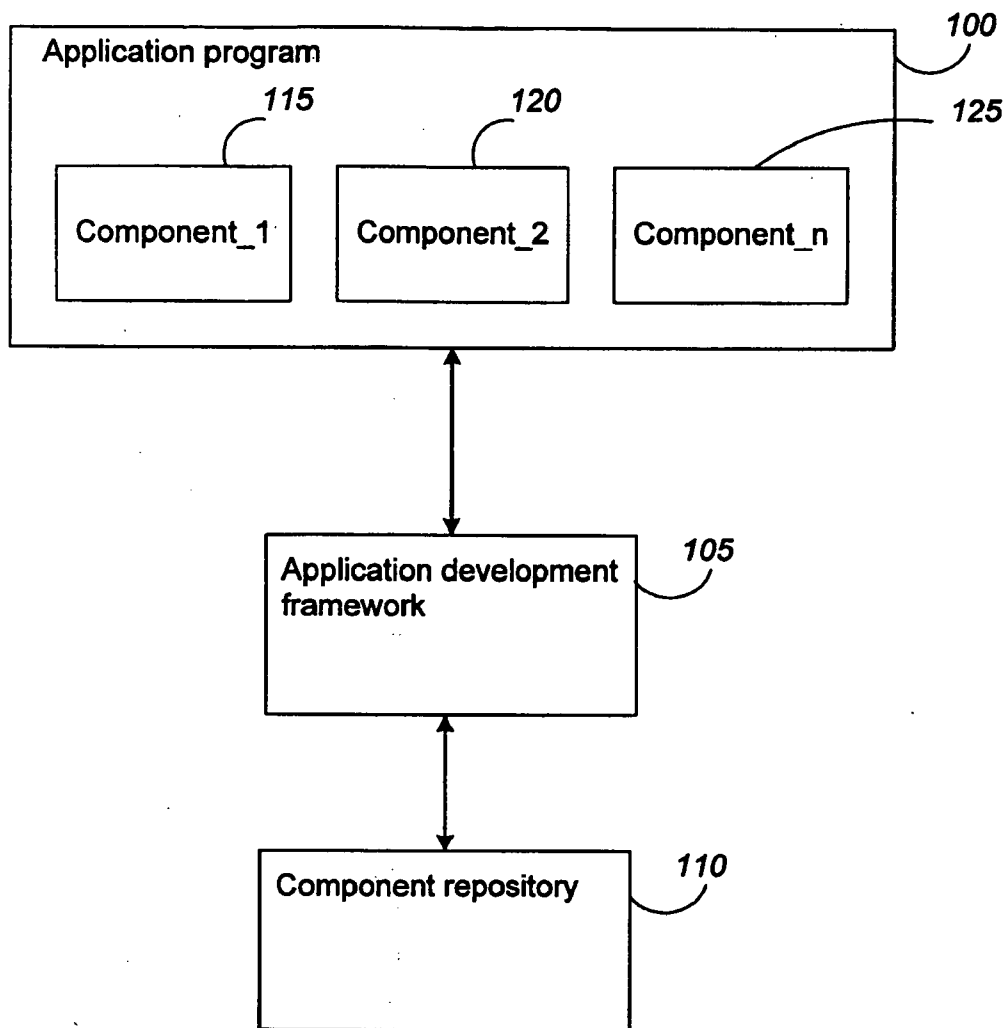 100
Application program
115
120
125
Component_1
Component_2
Component_n
105
Application development
framework
110
Component repository